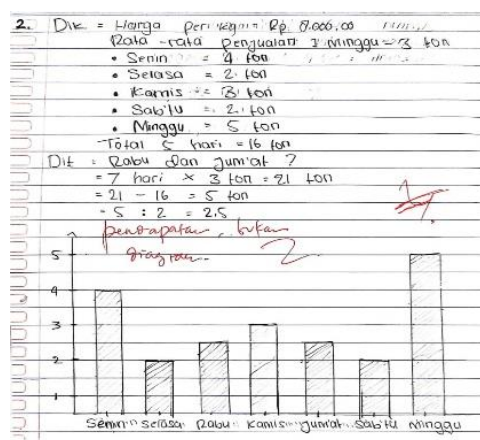 2. Dik = Harga per kg = Rp 8.000,00
Rata-rata penjualan 1 minggu = 3 ton
• Senin = 4 ton
• Selasa = 2 ton
• Kamis = 3 ton
• Sabtu = 2 ton
• Minggu = 5 ton
Total 5 hari = 16 ton
Dit = Rabu dan jum'at ?
= 7 hari x 3 ton = 21 ton
= 21 - 16 = 5 ton
= 5 : 2 = 2.5
pendapatan, bukan
diagram.
5
4
3
2
1
Senin Selasa Rabu Kamis Jum'at Sabtu Minggu